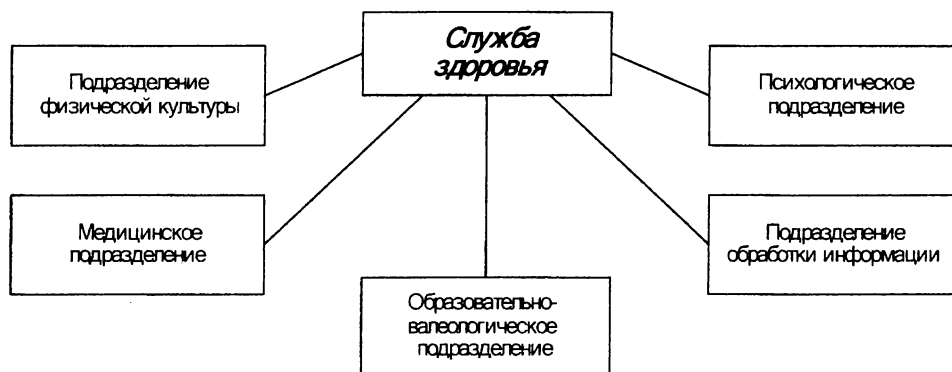 Служба
здоровья
Подразделение
физической культуры
Психологическое
подразделение
Медицинское
подразделение
Подразделение
обработки информации
Образовательно-
валеологическое
подразделение